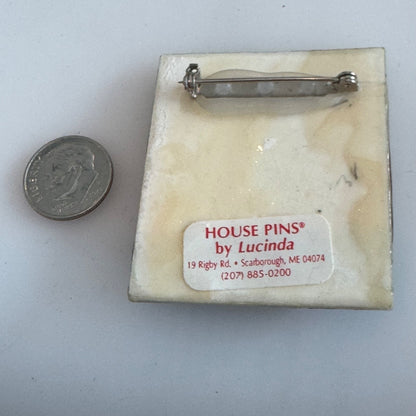 HOUSE PINS®
by Lucinda
19 Rigby Rd. • Scarborough, ME 04074
(207) 885-0200
LIBERTY